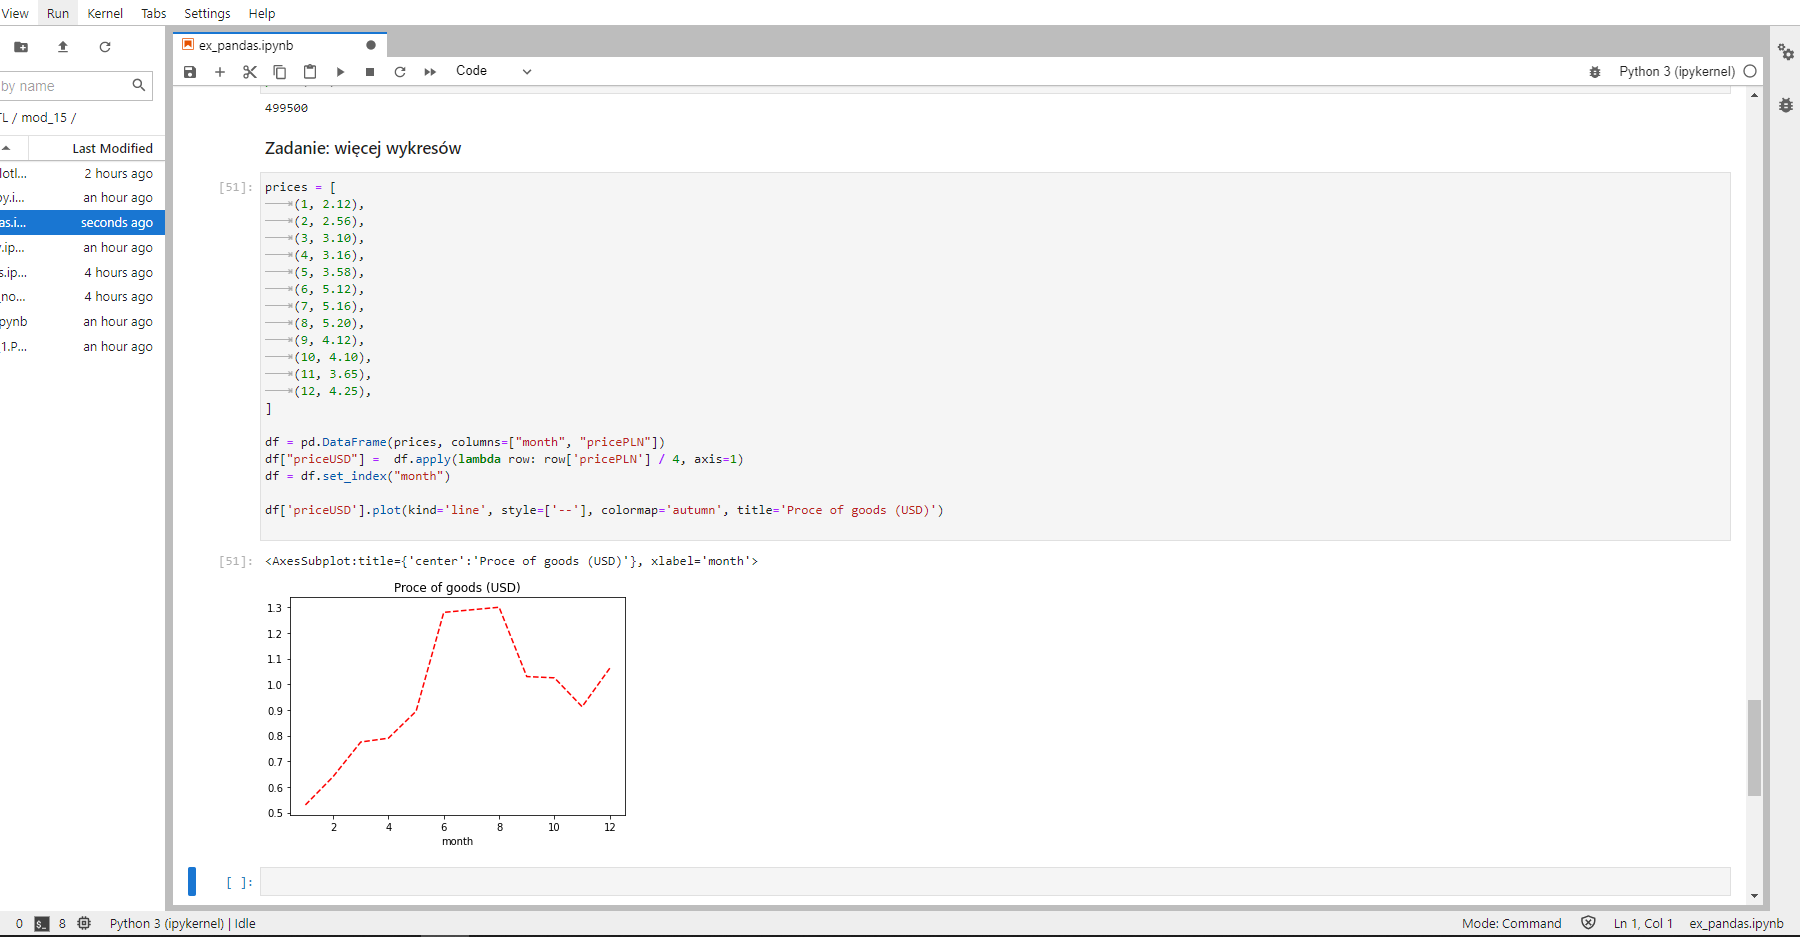 View Run Kernel Tabs Settings Help
ex_pandas.ipynb
by name
Code
Python 3 (ipykernel)
TL / mod_15 /
Last Modified
lotl... 2 hours ago
py.i... an hour ago
as.i... seconds ago
.ip... an hour ago
s.ip... 4 hours ago
no... 4 hours ago
pynb an hour ago
1.P... an hour ago
499500
Zadanie: więcej wykresów
[51]:
prices = [
(1, 2.12),
(2, 2.56),
(3, 3.10),
(4, 3.16),
(5, 3.58),
(6, 5.12),
(7, 5.16),
(8, 5.20),
(9, 4.12),
(10, 4.10),
(11, 3.65),
(12, 4.25),
]
df = pd.DataFrame(prices, columns=["month", "pricePLN"])
df["priceUSD"] =  df.apply(lambda row: row['pricePLN'] / 4, axis=1)
df = df.set_index("month")
df['priceUSD'].plot(kind='line', style=['--'], colormap='autumn', title='Proce of goods (USD)')
[51]: <AxesSubplot:title={'center':'Proce of goods (USD)'}, xlabel='month'>
Proce of goods (USD)
1.3
1.2
1.1
1.0
0.9
0.8
0.7
0.6
0.5
2 4 6 8 10 12
month
[ ]:
0 $_ 8 Python 3 (ipykernel) | Idle
Mode: Command Ln 1, Col 1 ex_pandas.ipynb